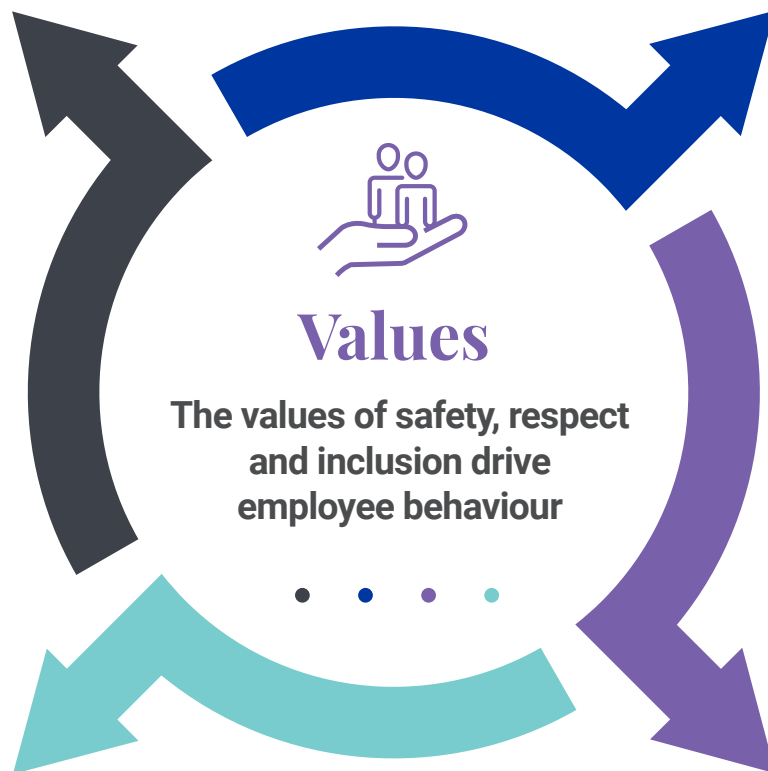 Values
The values of safety, respect
and inclusion drive
employee behaviour